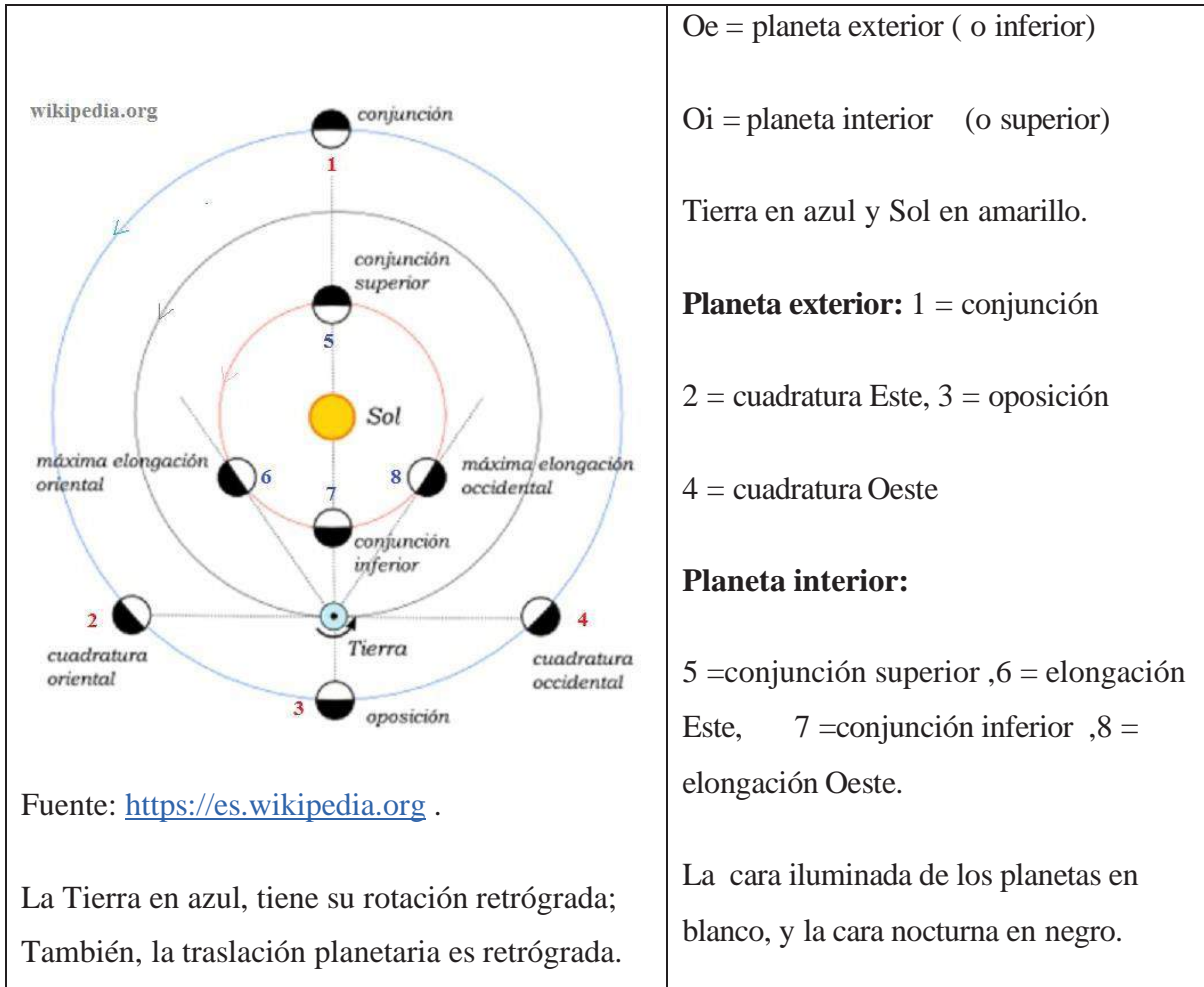 wikipedia.org
conjunción
1
conjunción
superior
5
Sol
máxima elongación
oriental
6
7
8
máxima elongación
occidental
conjunción
inferior
2
Tierra
4
cuadratura
oriental
cuadratura
occidental
3
oposición
Fuente: https://es.wikipedia.org .
La Tierra en azul, tiene su rotación retrógrada;
También, la traslación planetaria es retrógrada.
Oe = planeta exterior ( o inferior)
Oi = planeta interior (o superior)
Tierra en azul y Sol en amarillo.
Planeta exterior: 1 = conjunción
2 = cuadratura Este, 3 = oposición
4 = cuadratura Oeste
Planeta interior:
5 =conjunción superior ,6 = elongación
Este, 7 =conjunción inferior ,8 =
elongación Oeste.
La cara iluminada de los planetas en
blanco, y la cara nocturna en negro.